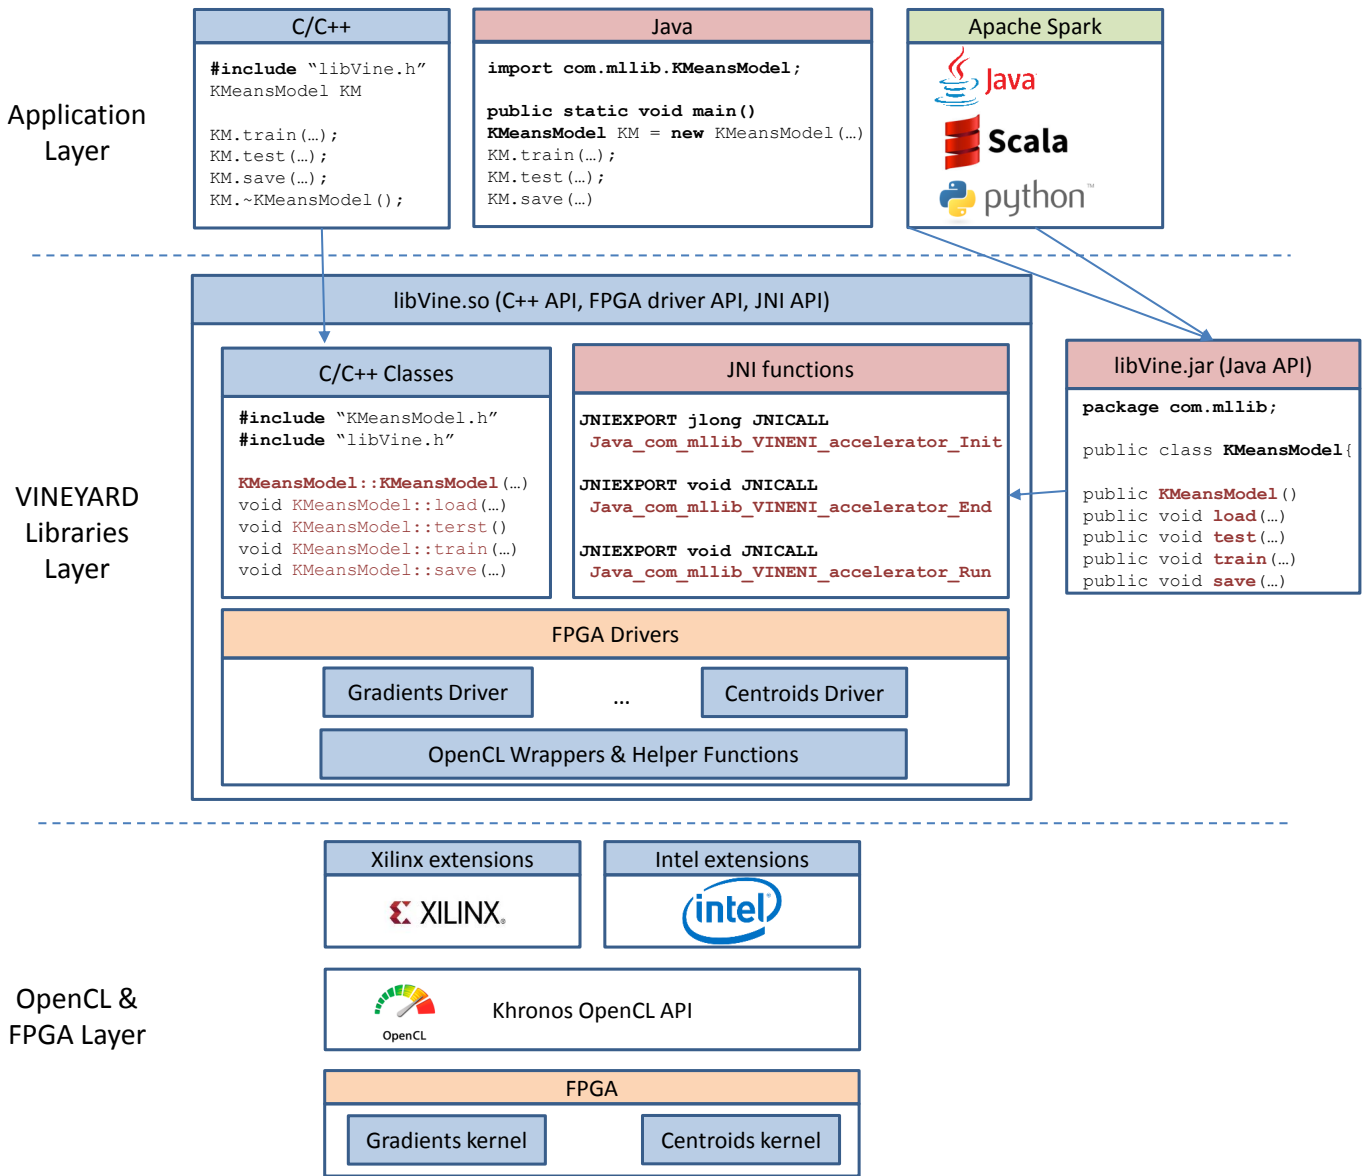 C/C++
#include “libVine.h”
KMeansModel KM
KM.train(…);
KM.test(…);
KM.save(…);
KM.~KMeansModel();
Java
import com.mllib.KMeansModel;
public static void main()
KMeansModel KM = new KMeansModel(…)
KM.train(…);
KM.test(…);
KM.save(…)
Apache Spark
Java
Scala
python™
Application
Layer
libVine.so (C++ API, FPGA driver API, JNI API)
C/C++ Classes
#include “KMeansModel.h”
#include “libVine.h”
KMeansModel::KMeansModel(…)
void KMeansModel::load(…)
void KMeansModel::terst()
void KMeansModel::train(…)
void KMeansModel::save(…)
JNI functions
JNIEXPORT jlong JNICALL
Java_com_mllib_VINENI_accelerator_Init
JNIEXPORT void JNICALL
Java_com_mllib_VINENI_accelerator_End
JNIEXPORT void JNICALL
Java_com_mllib_VINENI_accelerator_Run
libVine.jar (Java API)
package com.mllib;
public class KMeansModel{
public KMeansModel()
public void load(…)
public void test(…)
public void train(…)
public void save(…)
VINEYARD
Libraries
Layer
FPGA Drivers
Gradients Driver
...
Centroids Driver
OpenCL Wrappers & Helper Functions
Xilinx extensions
XILINX®
Intel extensions
intel
OpenCL &
FPGA Layer
OpenCL
Khronos OpenCL API
FPGA
Gradients kernel
Centroids kernel